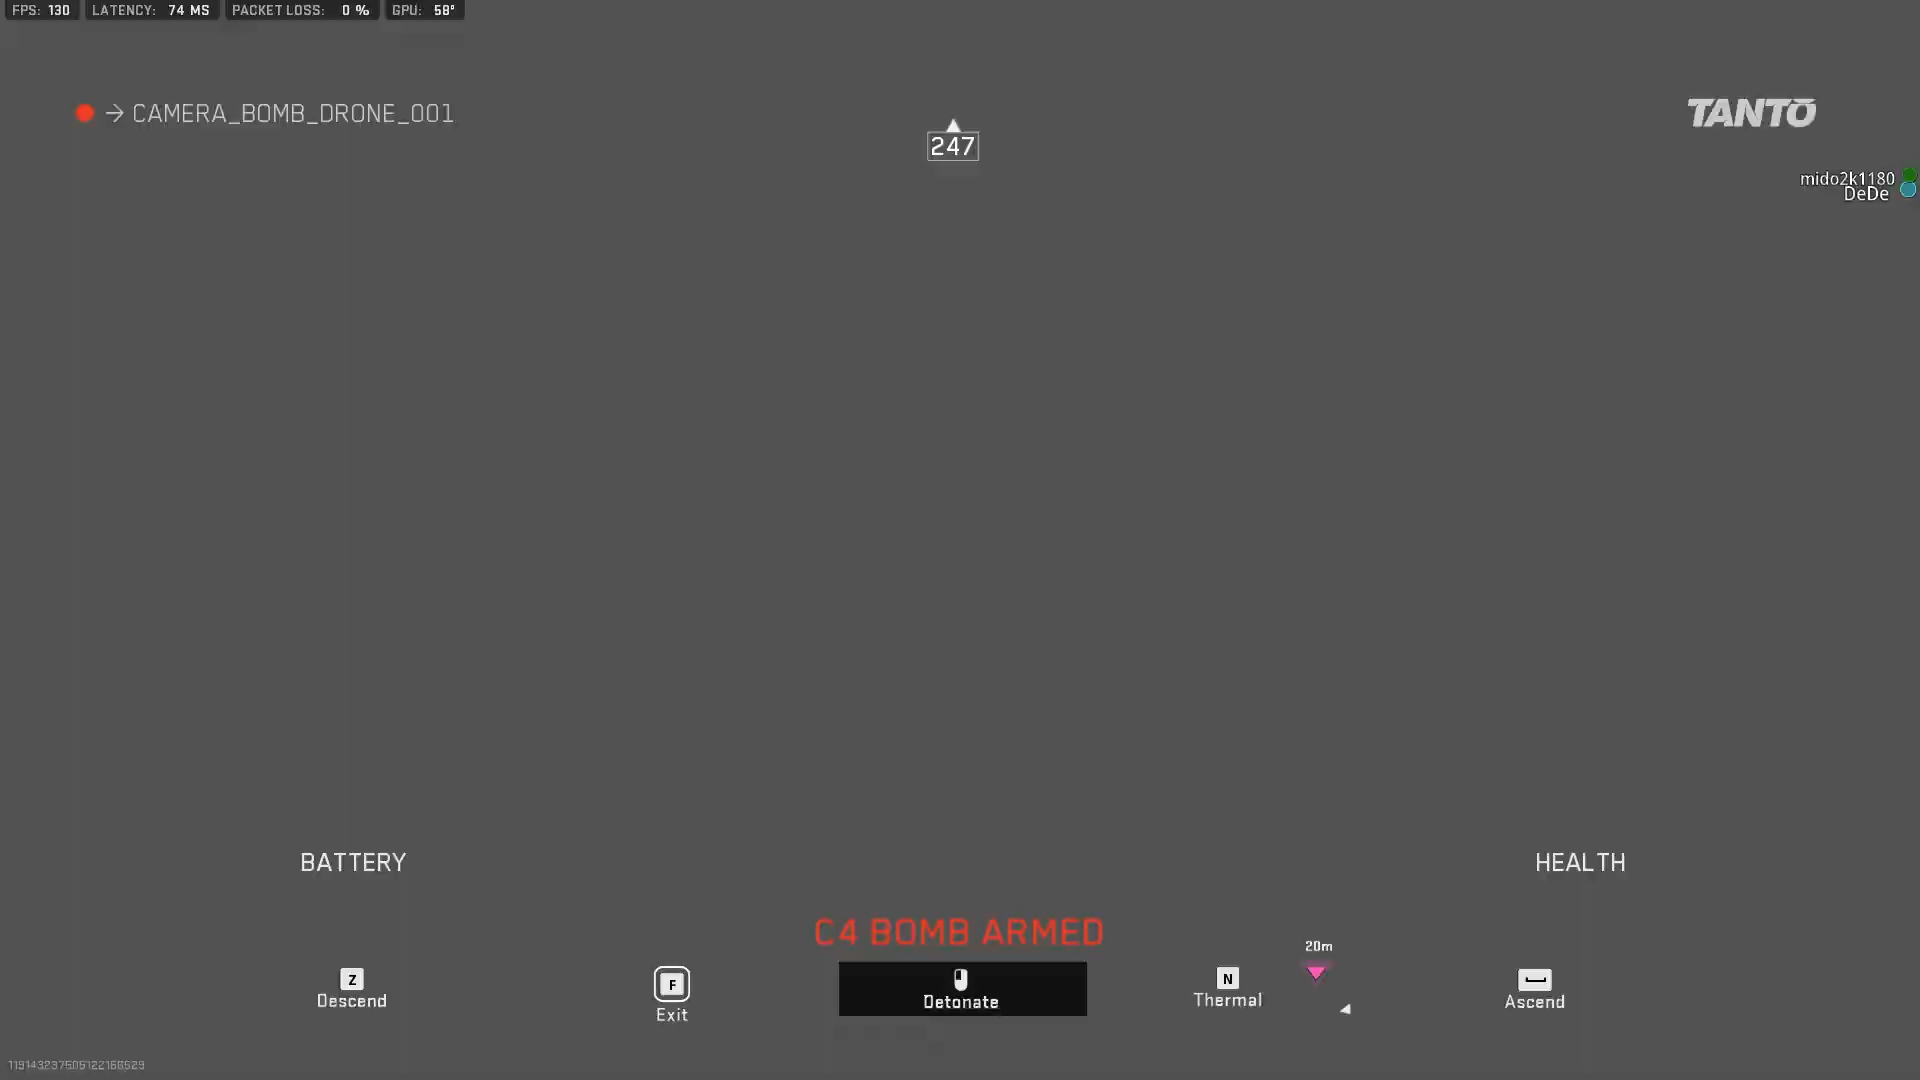 FPS: 130 LATENCY: 74 MS PACKET LOSS: 0 % GPU: 58°
CAMERA_BOMB_DRONE_001
TANTO
247
mido2k1180
DeDe
BATTERY
HEALTH
C4 BOMB ARMED
20m
Z
Descend
F
Exit
Detonate
N
Thermal
Ascend